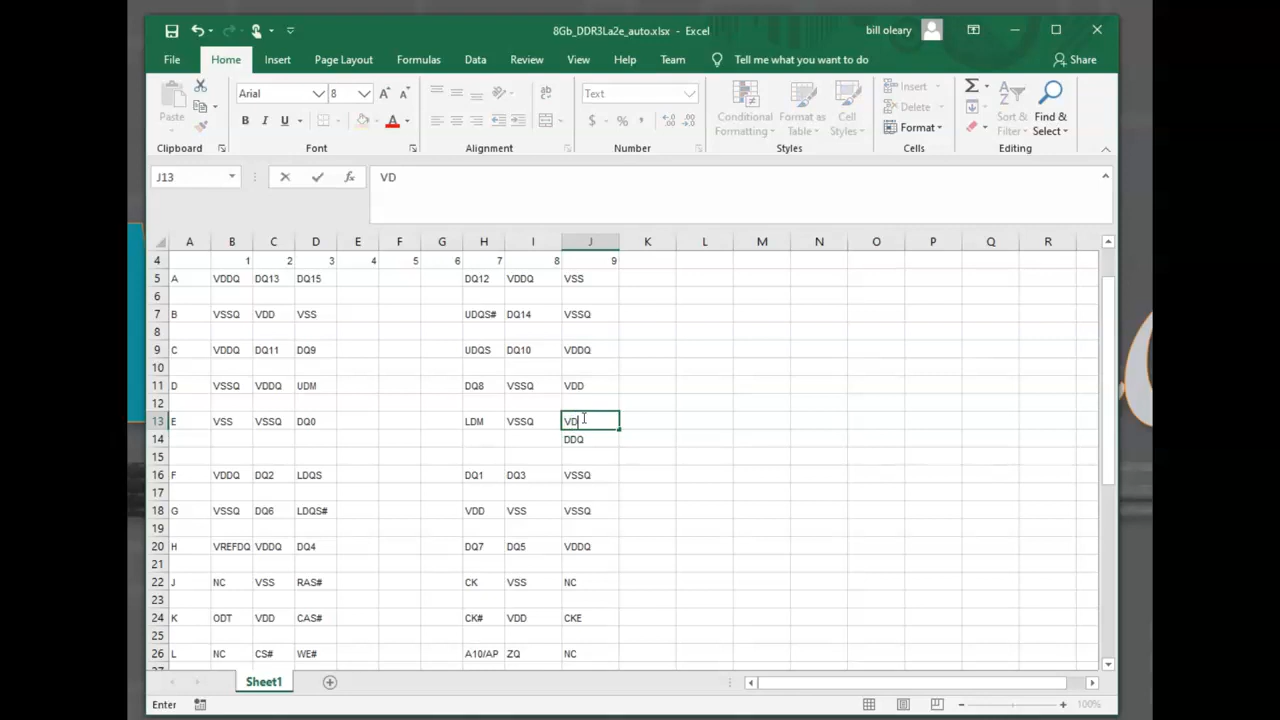 8Gb_DDR3La2e_auto.xlsx - Excel
bill oleary
File Home Insert Page Layout Formulas Data Review View Help Team Tell me what you want to do Share
Paste Arial 8 Text Conditional Formatting Format as Table Cell Styles Insert Delete Format Sort & Filter Find & Select
Clipboard Font Alignment Number Styles Cells Editing
J13 VD
A B C D E F G H I J K L M N O P Q R
4 1 2 3 4 5 6 7 8 9
5 A VDDQ DQ13 DQ15 DQ12 VDDQ VSS
6
7 B VSSQ VDD VSS UDQS# DQ14 VSSQ
8
9 C VDDQ DQ11 DQ9 UDQS DQ10 VDDQ
10
11 D VSSQ VDDQ UDM DQ8 VSSQ VDD
12
13 E VSS VSSQ DQ0 LDM VSSQ VD
14 DDQ
15
16 F VDDQ DQ2 LDQS DQ1 DQ3 VSSQ
17
18 G VSSQ DQ6 LDQS# VDD VSS VSSQ
19
20 H VREFDQ VDDQ DQ4 DQ7 DQ5 VDDQ
21
22 J NC VSS RAS# CK VSS NC
23
24 K ODT VDD CAS# CK# VDD CKE
25
26 L NC CS# WE# A10/AP ZQ NC
Sheet1
Enter 100%